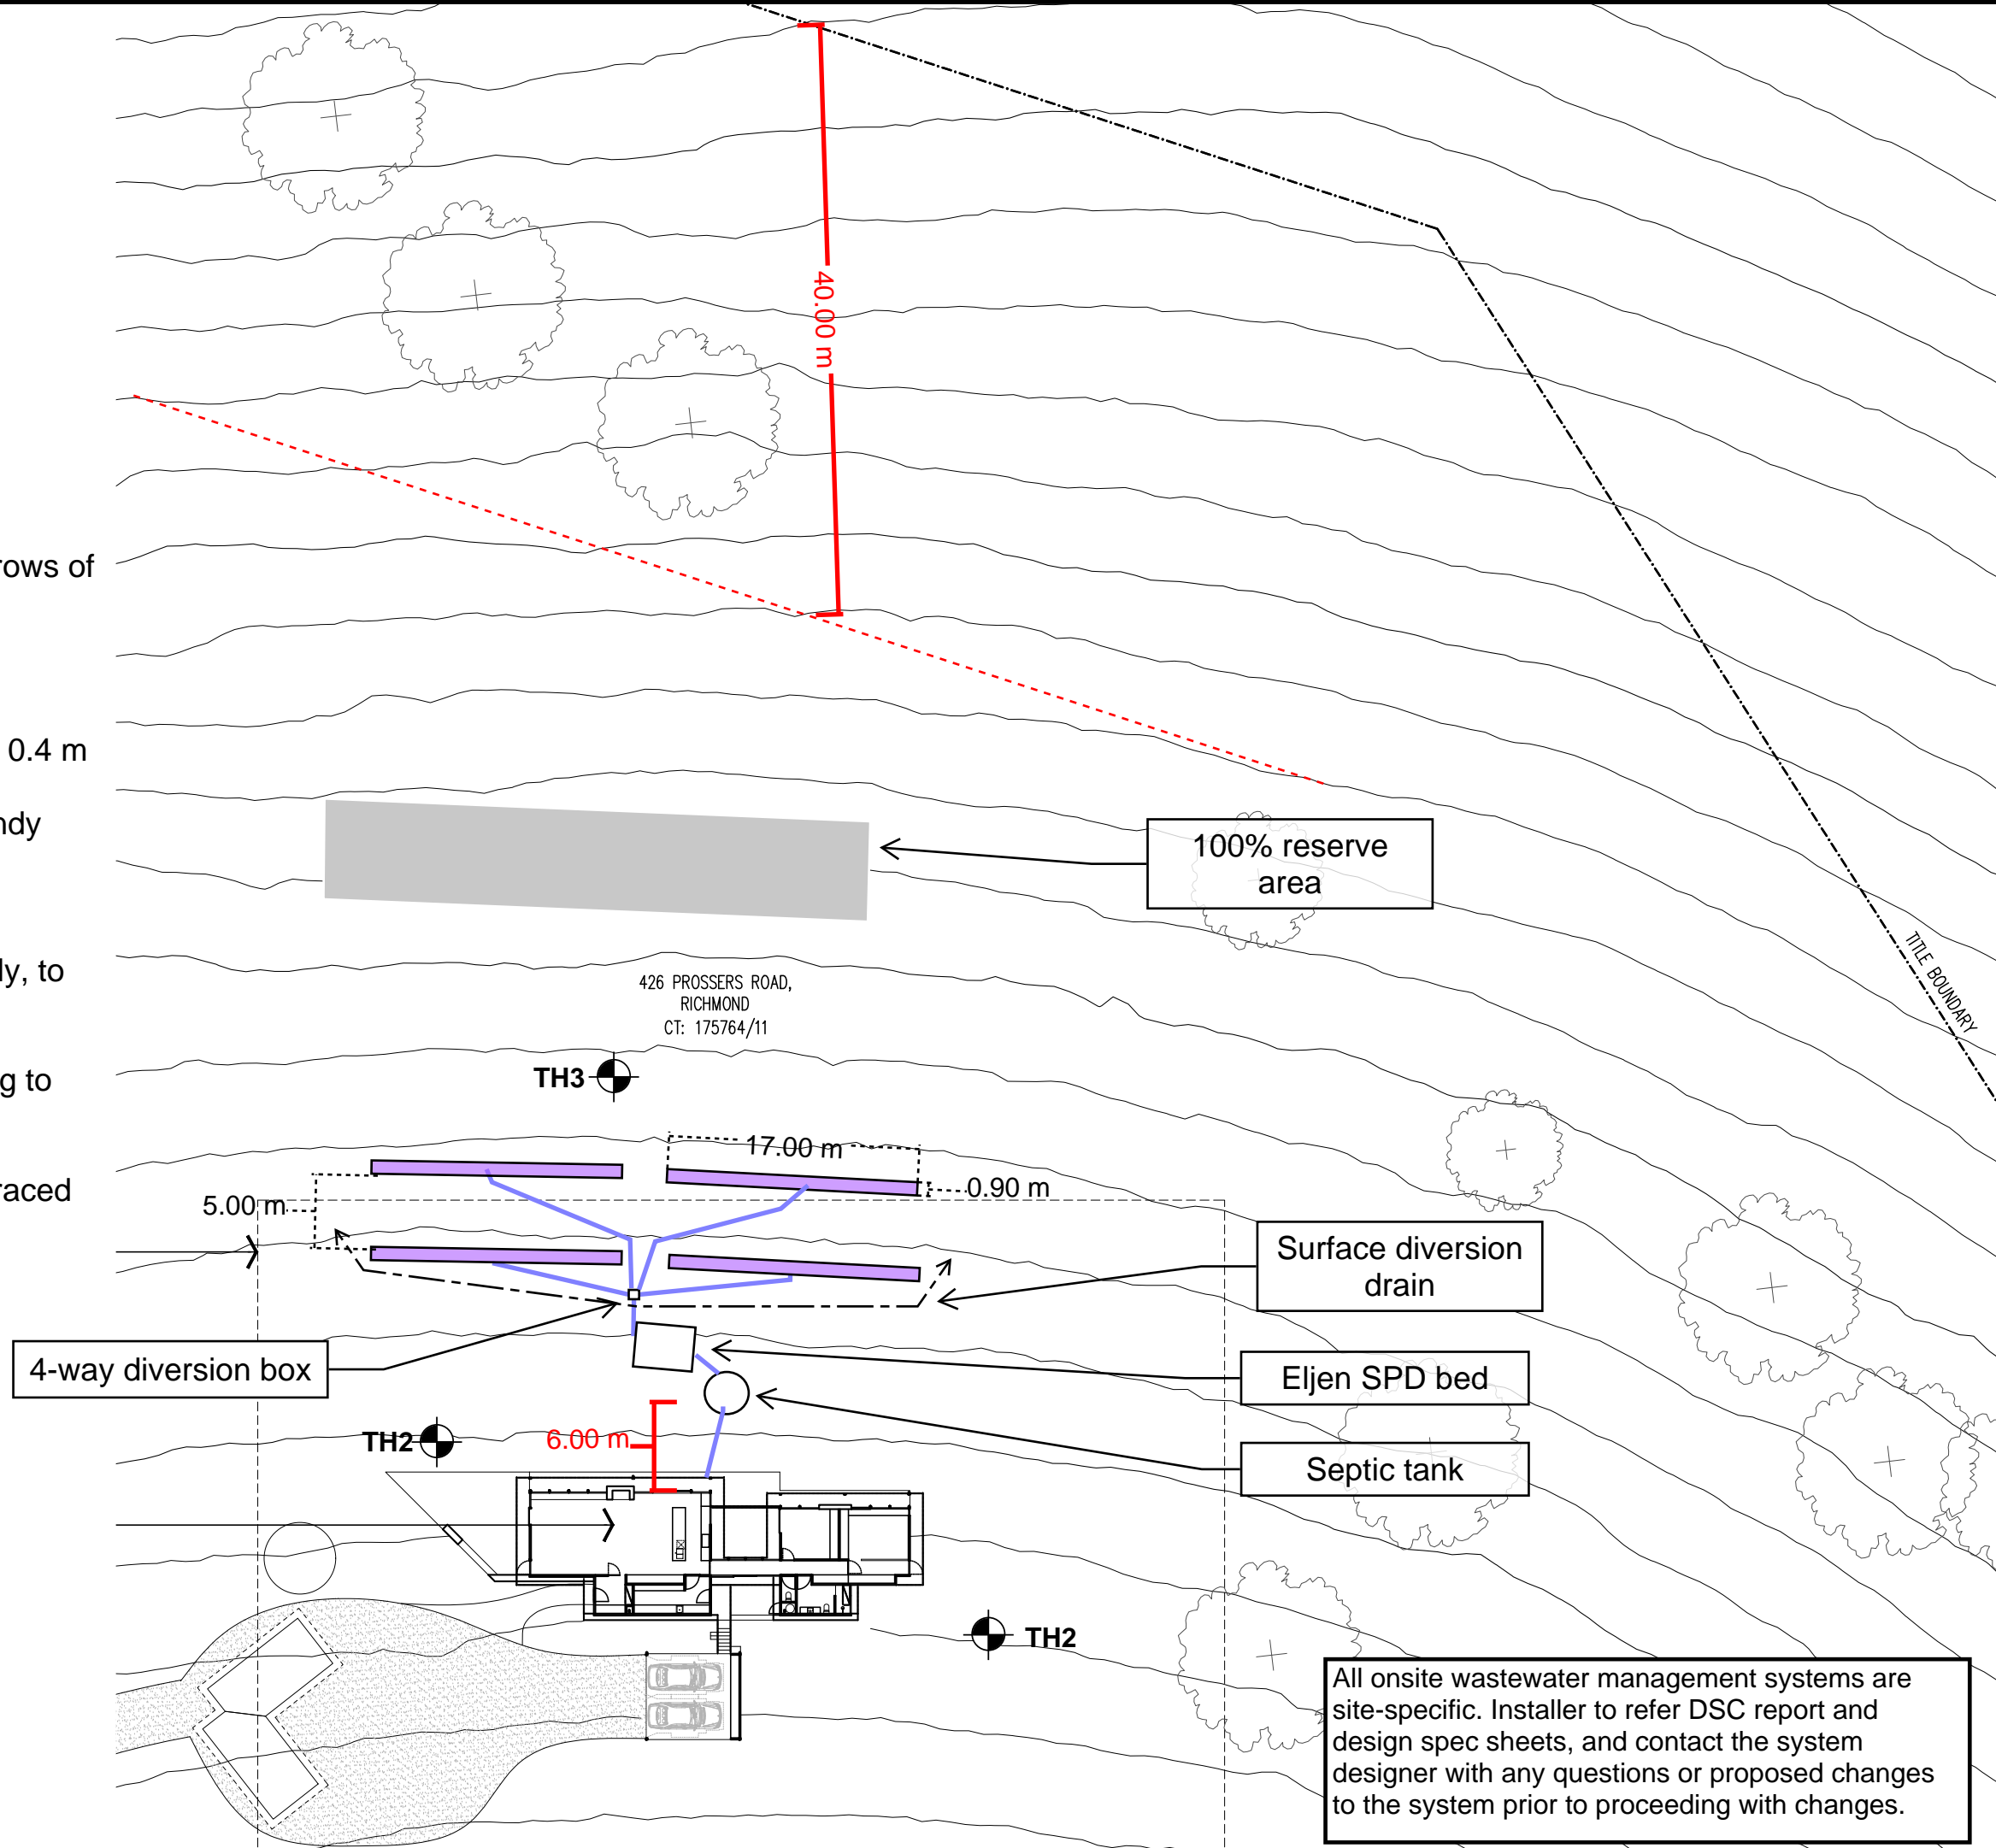 40.00 m
rows of
0.4 m
ndy
100% reserve
area
ly, to
426 PROSSERS ROAD,
RICHMOND
CT: 175764/11
TITLE BOUNDARY
g to
TH3
17.00 m
raced
5.00 m
0.90 m
Surface diversion
drain
4-way diversion box
Eljen SPD bed
TH2
6.00 m
Septic tank
TH2
All onsite wastewater management systems are
site-specific. Installer to refer DSC report and
design spec sheets, and contact the system
designer with any questions or proposed changes
to the system prior to proceeding with changes.